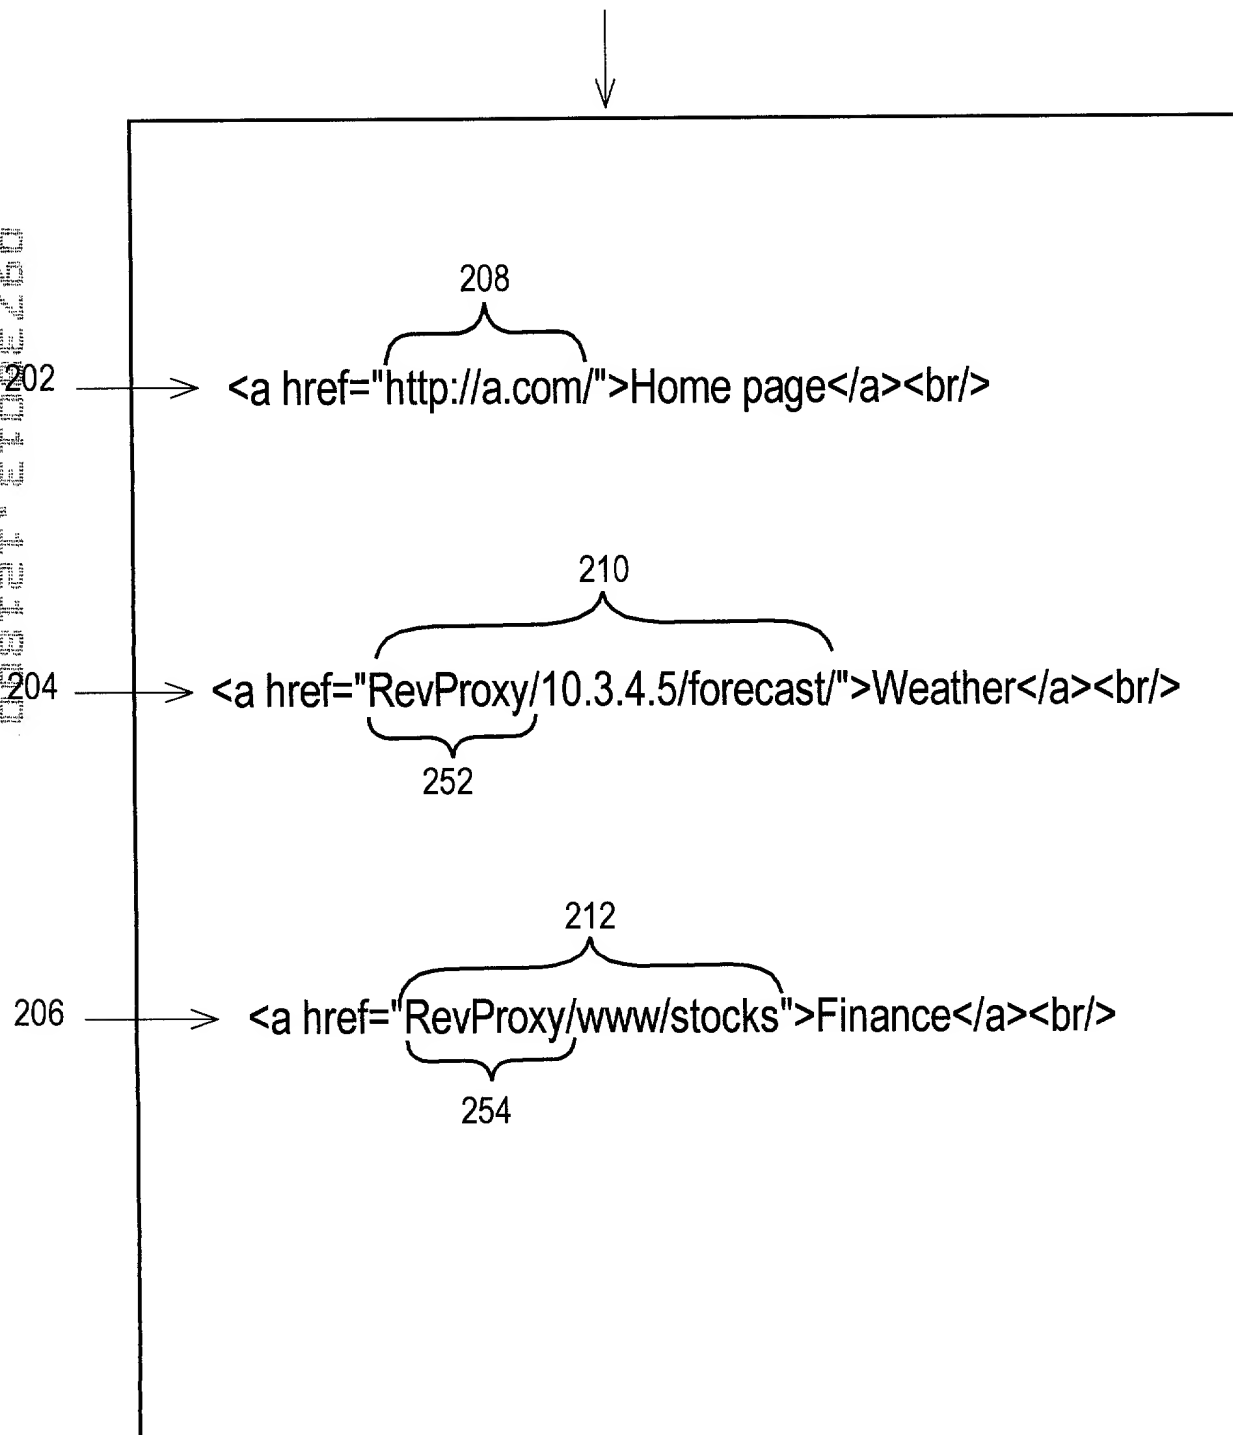 208
202 <a href="http://a.com/">Home page</a><br/>
210
204 <a href="RevProxy/10.3.4.5/forecast/">Weather</a><br/>
252
212
206 <a href="RevProxy/www/stocks">Finance</a><br/>
254